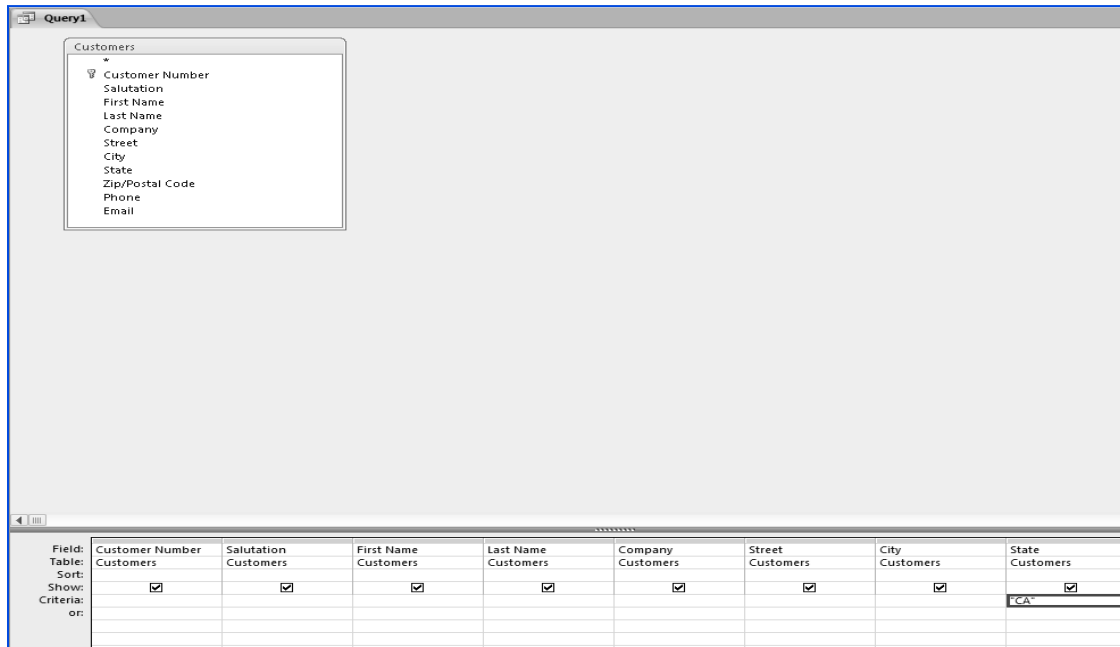 Query1
Customers
*
Customer Number
Salutation
First Name
Last Name
Company
Street
City
State
Zip/Postal Code
Phone
Email
Field: Customer Number Salutation First Name Last Name Company Street City State
Table: Customers Customers Customers Customers Customers Customers Customers Customers
Sort:
Show:
Criteria: "CA"
or: